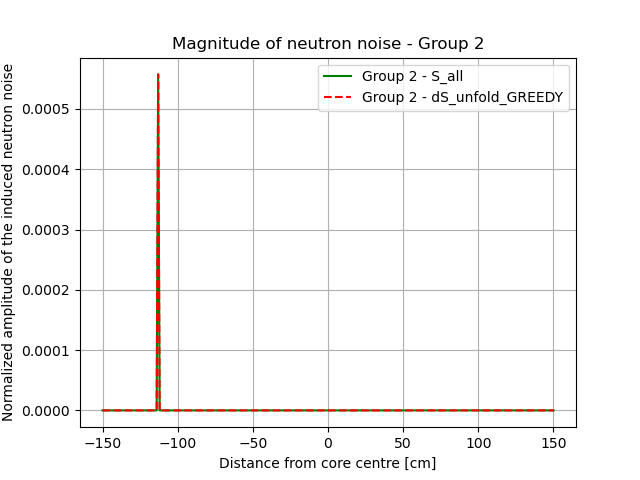 Magnitude of neutron noise - Group 2
Normalized amplitude of the induced neutron noise
0.0005
0.0004
0.0003
0.0002
0.0001
0.0000
Group 2 - S_all
Group 2 - dS_unfold_GREEDY
−150
−100
−50
0
50
100
150
Distance from core centre [cm]